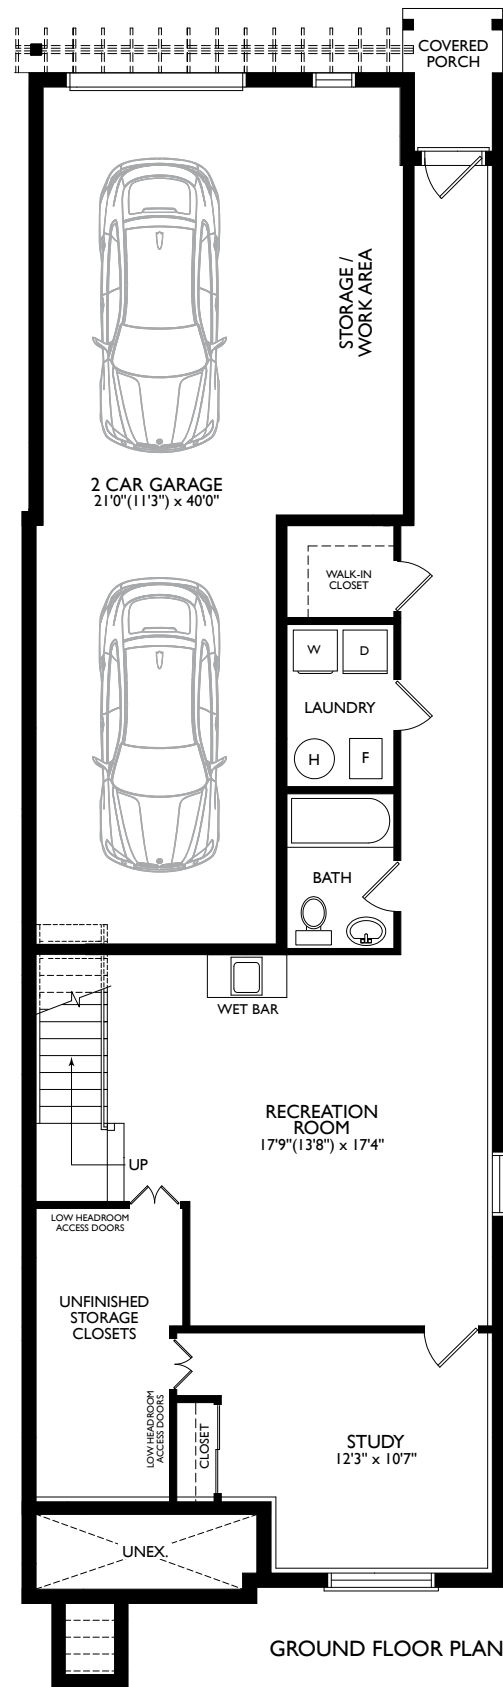 COVERED
PORCH
STORAGE /
WORK AREA
2 CAR GARAGE
21'0"(11'3") x 40'0"
WALK-IN
CLOSET
W
D
LAUNDRY
H
F
BATH
WET BAR
RECREATION
ROOM
17'9"(13'8") x 17'4"
UP
LOW HEADROOM
ACCESS DOORS
UNFINISHED
STORAGE
CLOSETS
LOW HEADROOM
ACCESS DOORS
CLOSET
STUDY
12'3" x 10'7"
UNEX.
GROUND FLOOR PLAN